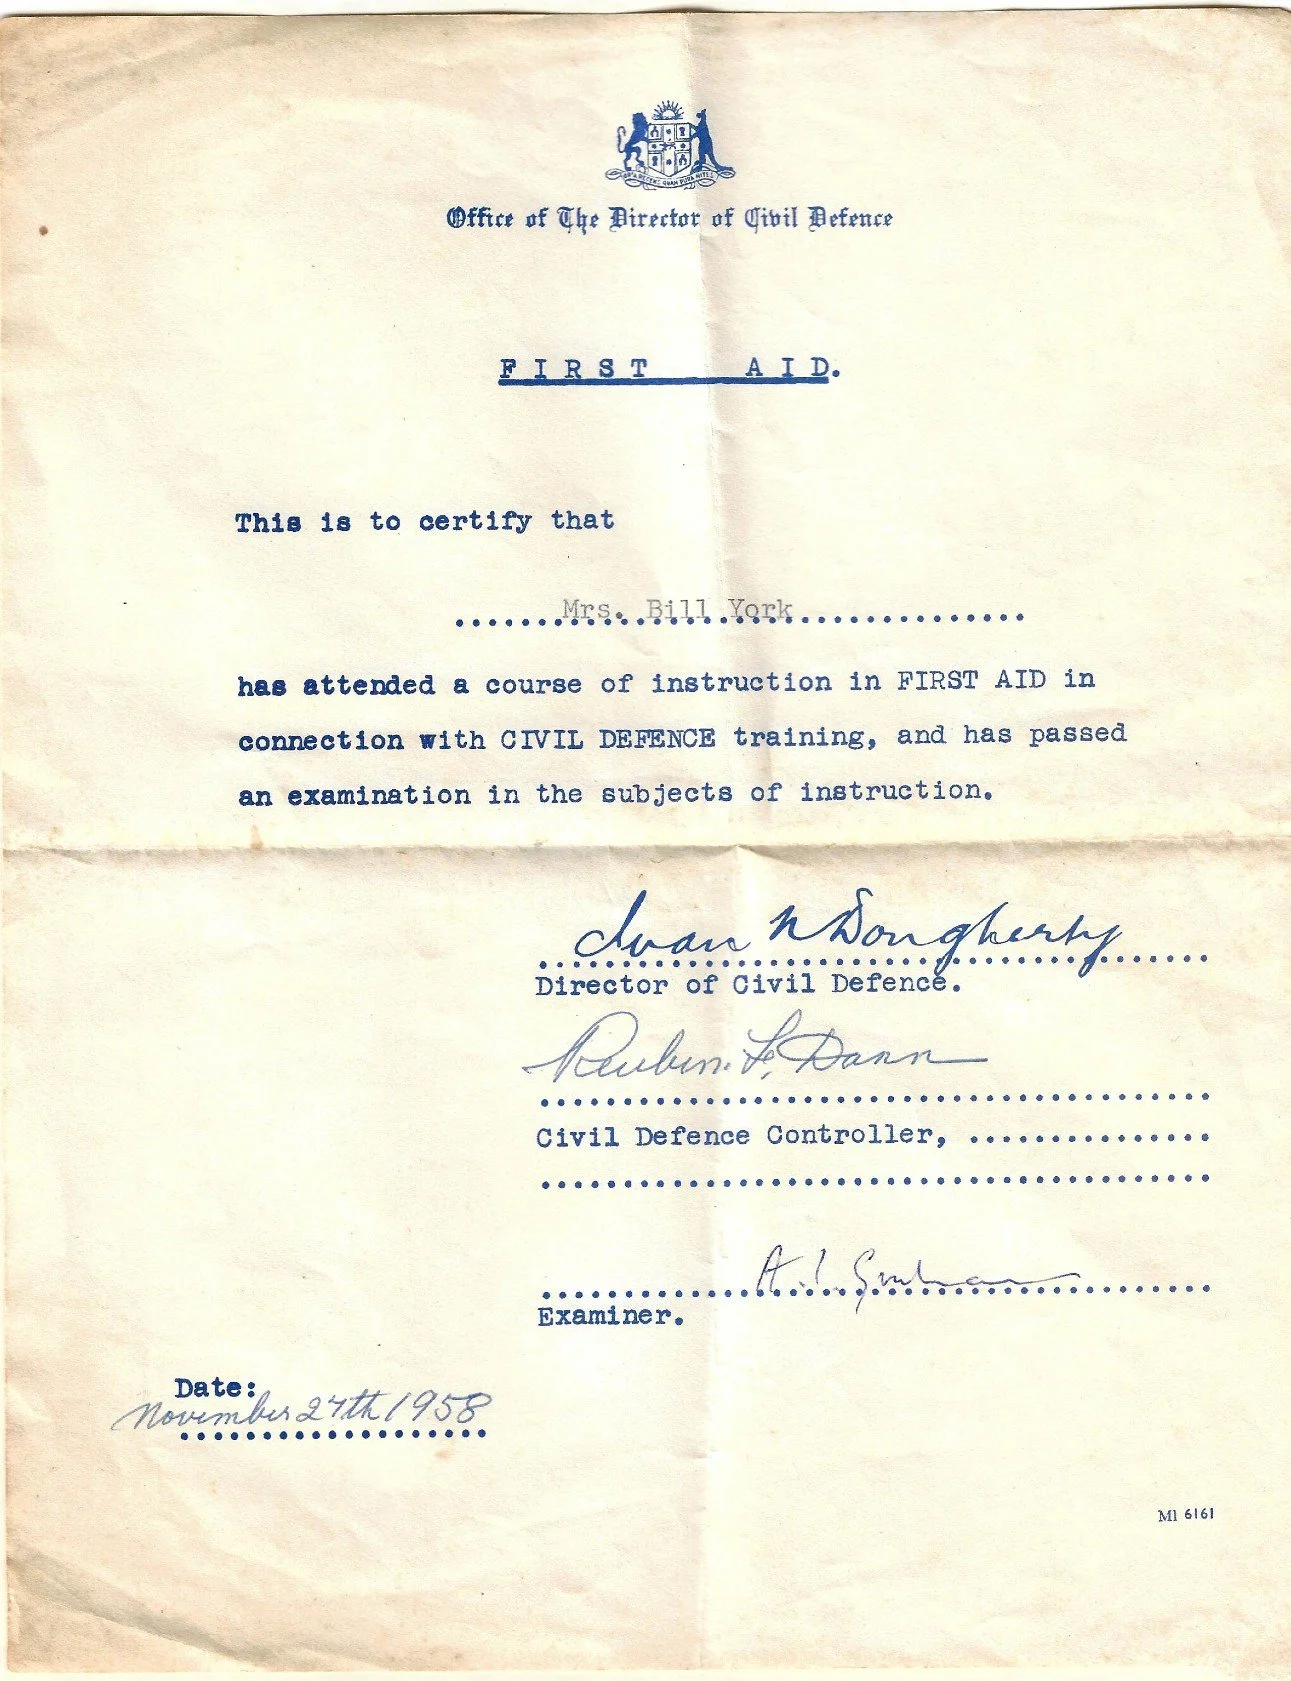 Office of The Director of Civil Defence
FIRST AID.
This is to certify that
Mrs. Bill York
has attended a course of instruction in FIRST AID in
connection with CIVIL DEFENCE training, and has passed
an examination in the subjects of instruction.
Ivan N Dougherty
Director of Civil Defence.
Reuben. F. Dann
Civil Defence Controller,
Examiner.
Date:
November 27th 1958
MI 6161